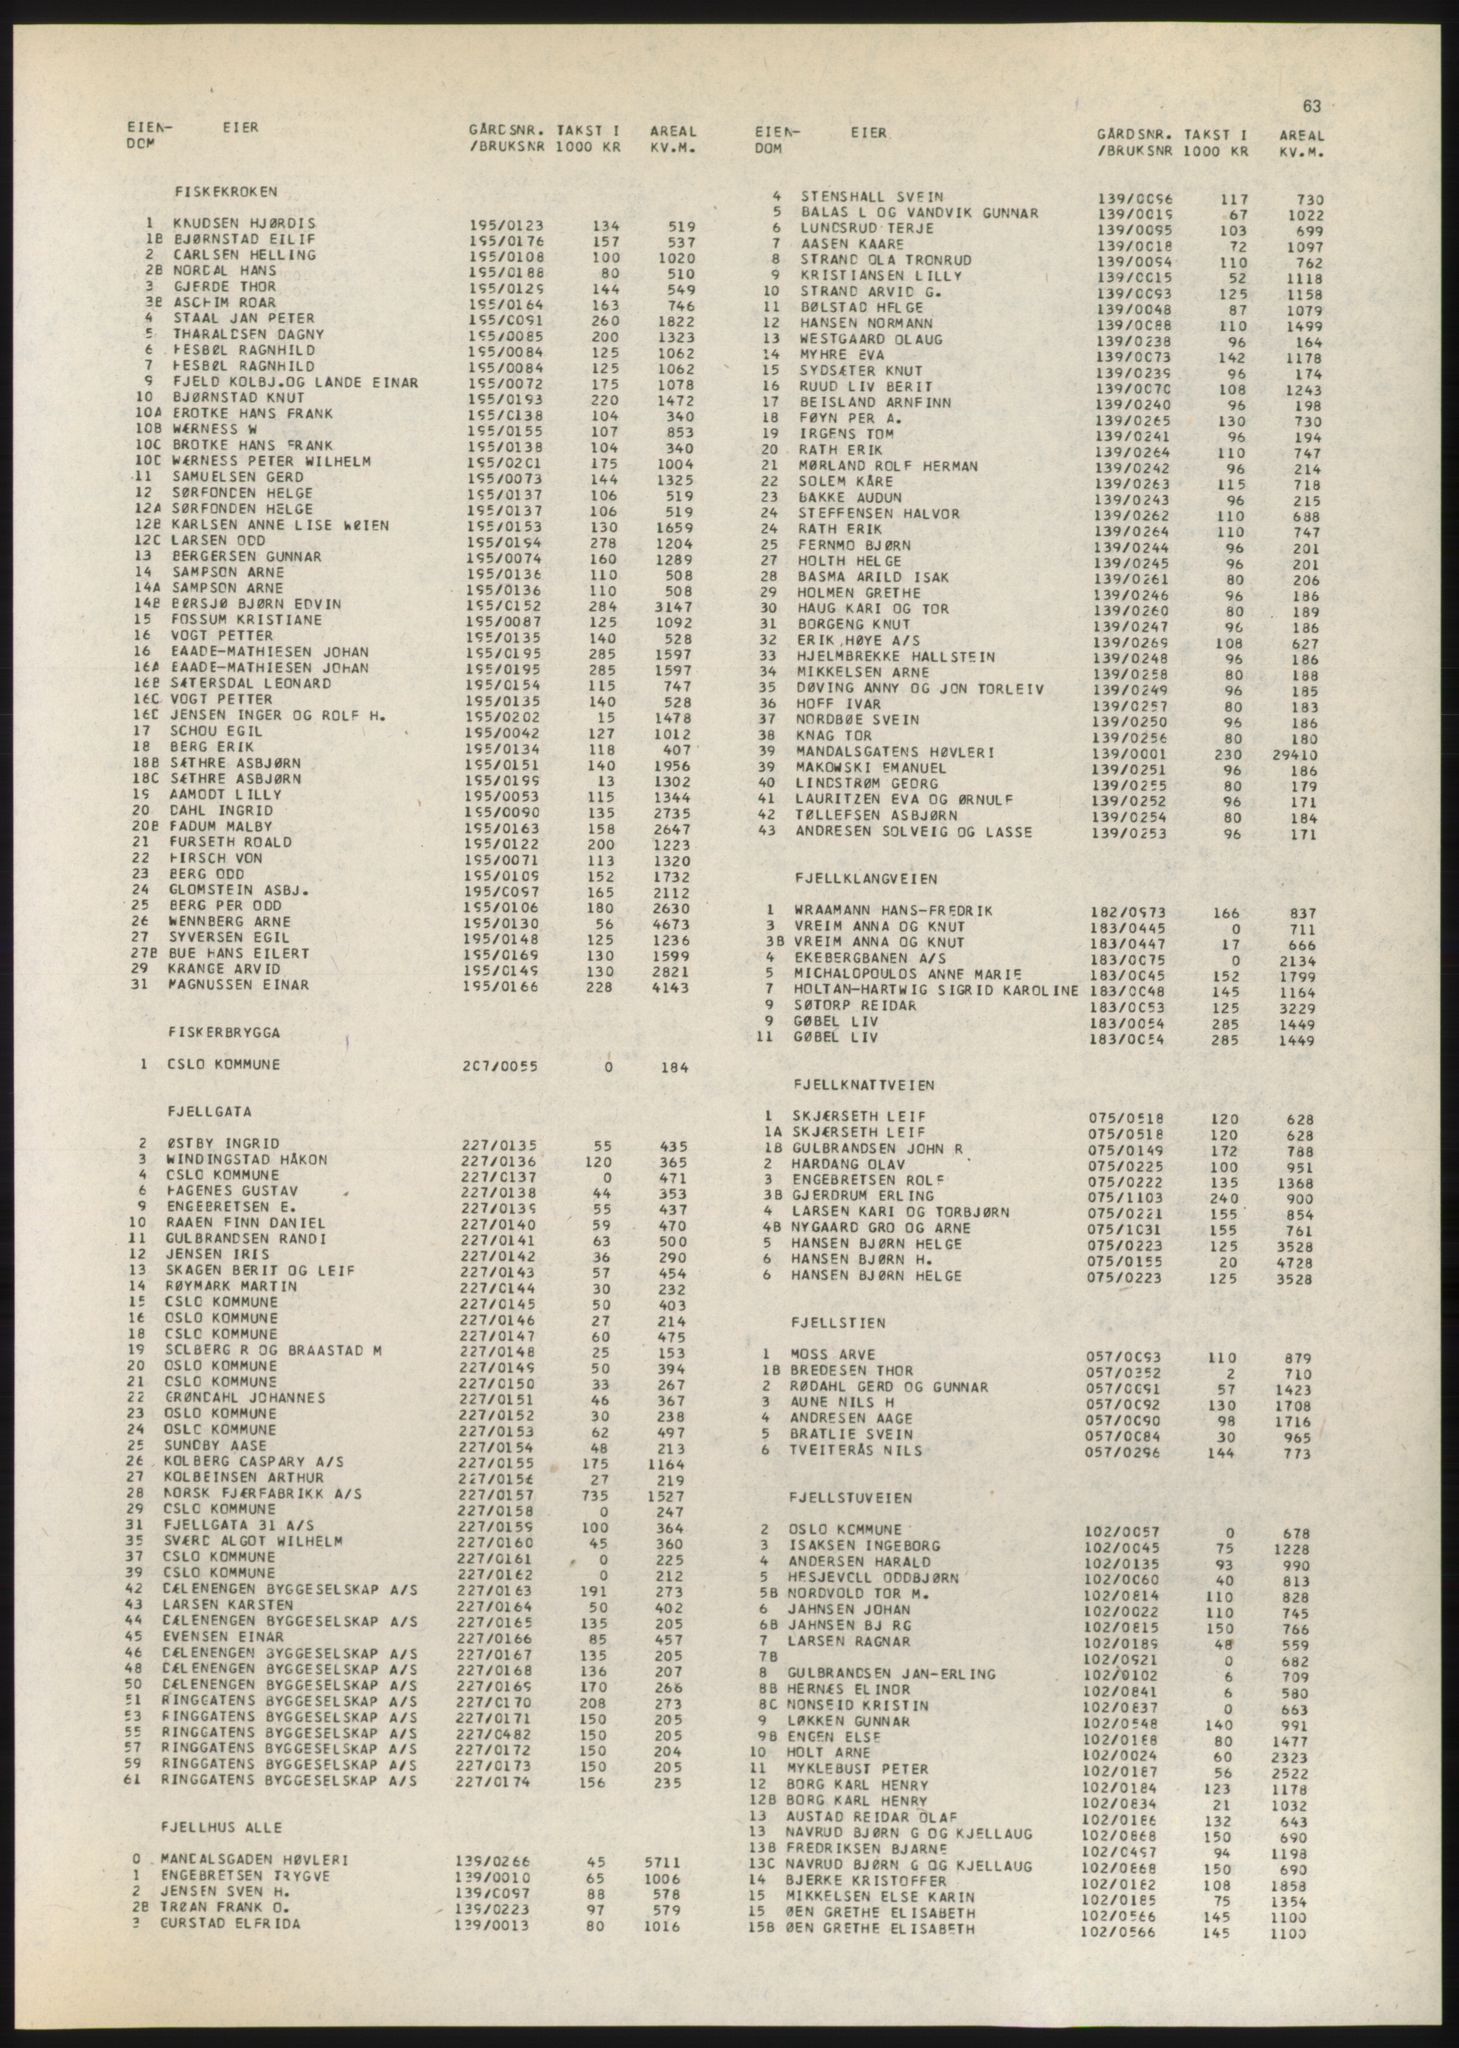 63
EIEN- EIER GÅRDSNR. TAKST I AREAL
DOM /BRUKSNR 1000 KR KV.M.
FISKEKROKEN
1 KNUDSEN HJØRDIS 195/0123 134 519
1B BJØRNSTAD EILIF 195/0176 157 537
2 CARLSEN HELLING 195/0108 100 1020
2B NORDAL HANS 195/0188 80 510
3 GJERDE THOR 195/0129 144 549
3B ASCHIM ROAR 195/0164 163 746
4 STAAL JAN PETER 195/0091 260 1822
5 THARALDSEN DAGNY 195/0085 200 1323
6 HESBØL RAGNHILD 195/0084 125 1062
7 HESBØL RAGNHILD 195/0084 125 1062
9 FJELD KOLBJ.OG LANDE EINAR 195/0072 175 1078
10 BJØRNSTAD KNUT 195/0193 220 1472
10A BROTKE HANS FRANK 195/0138 104 340
10B WERNESS W 195/0155 107 853
10C BROTKE HANS FRANK 195/0138 104 340
10D WÆRNESS PETER WILHELM 195/0201 175 1004
11 SAMUELSEN GERD 195/0073 144 1325
12 SØRFONDEN HELGE 195/0137 106 519
12A SØRFONDEN HELGE 195/0137 106 519
12B KARLSEN ANNE LISE WØIEN 195/0153 130 1659
12C LARSEN ODD 195/0194 278 1204
13 BERGERSEN GUNNAR 195/0074 160 1289
14 SAMPSON ARNE 195/0136 110 508
14A SAMPSON ARNE 195/0136 110 508
14B BØRSJØ BJØRN EDVIN 195/0152 284 3147
15 FOSSUM KRISTIANE 195/0087 125 1092
16 VOGT PETTER 195/0135 140 528
16 BAADE-MATHIESEN JOHAN 195/0195 285 1597
16A BAADE-MATHIESEN JOHAN 195/0195 285 1597
16B SÆTERSDAL LEONARD 195/0154 115 747
16C VOGT PETTER 195/0135 140 528
16D JENSEN INGER OG ROLF H. 195/0202 15 1478
17 SCHOU EGIL 195/0042 127 1012
18 BERG ERIK 195/0134 118 407
18B SÆTHRE ASBJØRN 195/0151 140 1956
18C SÆTHRE ASBJØRN 195/0199 13 1302
19 AAMODT LILLY 195/0053 115 1344
20 DAHL INGRID 195/0090 135 2735
20B FADUM MALBY 195/0163 158 2647
21 FURSETH ROALD 195/0122 200 1223
22 HIRSCH VON 195/0071 113 1320
23 BERG ODD 195/0109 152 1732
24 GLOMSTEIN ASBJ. 195/0097 165 2112
25 BERG PER ODD 195/0106 180 2630
26 WENNBERG ARNE 195/0130 56 4673
27 SYVERSEN EGIL 195/0148 125 1236
27B BUE HANS EILERT 195/0169 130 1599
29 KRANGE ARVID 195/0149 130 2821
31 MAGNUSSEN EINAR 195/0166 228 4143
FISKERBRYGGA
1 OSLO KOMMUNE 207/0055 0 184
FJELLGATA
2 ØSTBY INGRID 227/0135 55 435
3 WINDINGSTAD HÅKON 227/0136 120 365
4 OSLO KOMMUNE 227/0137 0 471
6 HAGENES GUSTAV 227/0138 44 353
9 ENGEBRETSEN E. 227/0139 55 437
10 RAAEN FINN DANIEL 227/0140 59 470
11 GULBRANDSEN RANDI 227/0141 63 500
12 JENSEN IRIS 227/0142 36 290
13 SKAGEN BERIT OG LEIF 227/0143 57 454
14 RØYMARK MARTIN 227/0144 30 232
15 OSLO KOMMUNE 227/0145 50 403
16 OSLO KOMMUNE 227/0146 27 214
18 OSLO KOMMUNE 227/0147 60 475
19 SOLBERG R OG BRAASTAD M 227/0148 25 153
20 OSLO KOMMUNE 227/0149 50 394
21 OSLO KOMMUNE 227/0150 33 267
22 GRØNDAHL JOHANNES 227/0151 46 367
23 OSLO KOMMUNE 227/0152 30 238
24 OSLO KOMMUNE 227/0153 62 497
25 SUNDBY AASE 227/0154 48 213
26 KOLBERG CASPARY A/S 227/0155 175 1164
27 KOLBEINSEN ARTHUR 227/0156 27 219
28 NORSK FJÆRFABRIKK A/S 227/0157 735 1527
29 OSLO KOMMUNE 227/0158 0 247
31 FJELLGATA 31 A/S 227/0159 100 364
35 SVÆRD ALGOT WILHELM 227/0160 45 360
37 OSLO KOMMUNE 227/0161 0 225
39 OSLO KOMMUNE 227/0162 0 212
42 DÆLENENGEN BYGGESELSKAP A/S 227/0163 191 273
43 LARSEN KARSTEN 227/0164 50 402
44 DÆLENENGEN BYGGESELSKAP A/S 227/0165 135 205
45 EVENSEN EINAR 227/0166 85 457
46 DÆLENENGEN BYGGESELSKAP A/S 227/0167 135 205
48 DÆLENENGEN BYGGESELSKAP A/S 227/0168 136 207
50 DÆLENENGEN BYGGESELSKAP A/S 227/0169 170 266
51 RINGGATENS BYGGESELSKAP A/S 227/0170 208 273
53 RINGGATENS BYGGESELSKAP A/S 227/0171 150 205
55 RINGGATENS BYGGESELSKAP A/S 227/0482 150 205
57 RINGGATENS BYGGESELSKAP A/S 227/0172 150 204
59 RINGGATENS BYGGESELSKAP A/S 227/0173 150 205
61 RINGGATENS BYGGESELSKAP A/S 227/0174 156 235
FJELLHUS ALLE
0 MANDALSGADEN HØVLERI 139/0266 45 5711
1 ENGEBRETSEN TRYGVE 139/0010 65 1006
2 JENSEN SVEN H. 139/0097 88 578
2B TRØAN FRANK O. 139/0223 97 579
3 GURSTAD ELFRIDA 139/0013 80 1016
EIEN- EIER GÅRDSNR. TAKST I AREAL
DOM /BRUKSNR 1000 KR KV.M.
4 STENSHALL SVEIN 139/0096 117 730
5 BALAS L OG VANDVIK GUNNAR 139/0019 67 1022
6 LUNDSRUD TERJE 139/0095 103 699
7 AASEN KAARE 139/0018 72 1097
8 STRAND OLA TRONRUD 139/0094 110 762
9 KRISTIANSEN LILLY 139/0015 52 1118
10 STRAND ARVID G. 139/0093 125 1158
11 BØLSTAD HELGE 139/0048 87 1079
12 HANSEN NORMANN 139/0088 110 1499
13 WESTGAARD OLAUG 139/0238 96 164
14 MYHRE EVA 139/0073 142 1178
15 SYDSÆTER KNUT 139/0239 96 174
16 RUUD LIV BERIT 139/0070 108 1243
17 BEISLAND ARNFINN 139/0240 96 198
18 FØYN PER A. 139/0265 130 730
19 IRGENS TOM 139/0241 96 194
20 RATH ERIK 139/0264 110 747
21 MØRLAND ROLF HERMAN 139/0242 96 214
22 SOLEM KÅRE 139/0263 115 718
23 BAKKE AUDUN 139/0243 96 215
24 STEFFENSEN HALVOR 139/0262 110 688
24 RATH ERIK 139/0264 110 747
25 FERNMO BJØRN 139/0244 96 201
27 HOLTH HELGE 139/0245 96 201
28 BASMA ARILD ISAK 139/0261 80 206
29 HOLMEN GRETHE 139/0246 96 186
30 HAUG KARI OG TOR 139/0260 80 189
31 BORGENG KNUT 139/0247 96 186
32 ERIK HØYE A/S 139/0269 108 627
33 HJELMBREKKE HALLSTEIN 139/0248 96 186
34 MIKKELSEN ARNE 139/0258 80 188
35 DØVING ANNY OG JON TORLEIV 139/0249 96 185
36 HOFF IVAR 139/0257 80 183
37 NORDBØE SVEIN 139/0250 96 186
38 KNAG TOR 139/0256 80 180
39 MANDALSGATENS HØVLERI 139/0001 230 29410
39 MAKOWSKI EMANUEL 139/0251 96 186
40 LINDSTRØM GEORG 139/0255 80 179
41 LAURITZEN EVA OG ØRNULF 139/0252 96 171
42 TØLLEFSEN ASBJØRN 139/0254 80 184
43 ANDRESEN SOLVEIG OG LASSE 139/0253 96 171
FJELLKLANGVEIEN
1 WRAAMANN HANS-FREDRIK 182/0973 166 837
3 VREIM ANNA OG KNUT 183/0445 0 711
3B VREIM ANNA OG KNUT 183/0447 17 666
4 EKEBERGBANEN A/S 183/0075 0 2134
5 MICHALOPOULOS ANNE MARIE 183/0045 152 1799
7 HOLTAN-HARTWIG SIGRID KAROLINE 183/0048 145 1164
9 SØTORP REIDAR 183/0053 125 3229
9 GØBEL LIV 183/0054 285 1449
11 GØBEL LIV 183/0054 285 1449
FJELLKNATTVEIEN
1 SKJÆRSETH LEIF 075/0518 120 628
1A SKJÆRSETH LEIF 075/0518 120 628
1B GULBRANDSEN JOHN R 075/0149 172 788
2 HARDANG OLAV 075/0225 100 951
3 ENGEBRETSEN ROLF 075/0222 135 1368
3B GJERDRUM ERLING 075/1103 240 900
4 LARSEN KARI OG TORBJØRN 075/0221 155 854
4B NYGAARD GRO OG ARNE 075/1031 155 761
5 HANSEN BJØRN HELGE 075/0223 125 3528
6 HANSEN BJØRN H. 075/0155 20 4728
6 HANSEN BJØRN HELGE 075/0223 125 3528
FJELLSTIEN
1 MOSS ARVE 057/0093 110 879
1B BREDESEN THOR 057/0352 2 710
2 RØDAHL GERD OG GUNNAR 057/0091 57 1423
3 AUNE NILS H 057/0092 130 1708
4 ANDRESEN AAGE 057/0090 98 1716
5 BRATLIE SVEIN 057/0084 30 965
6 TVEITERÅS NILS 057/0296 144 773
FJELLSTUVEIEN
2 OSLO KOMMUNE 102/0057 0 678
3 ISAKSEN INGEBORG 102/0045 75 1228
4 ANDERSEN HARALD 102/0135 93 990
5 HESJEVOLL ODDBJØRN 102/0060 40 813
5B NORDVOLD TOR M. 102/0814 110 828
6 JAHNSEN JOHAN 102/0022 110 745
6B JAHNSEN BJ RG 102/0815 150 766
7 LARSEN RAGNAR 102/0189 48 559
7B 102/0921 0 682
8 GULBRANDSEN JAN-ERLING 102/0102 6 709
8B HERNÆS ELINOR 102/0841 6 580
8C NONSEID KRISTIN 102/0837 0 663
9 LØKKEN GUNNAR 102/0548 140 991
9B ENGEN ELSE 102/0188 80 1477
10 HOLT ARNE 102/0024 60 2323
11 MYKLEBUST PETER 102/0187 56 2522
12 BORG KARL HENRY 102/0184 123 1178
12B BORG KARL HENRY 102/0834 21 1032
13 AUSTAD REIDAR OLAF 102/0186 132 643
13 NAVRUD BJØRN G OG KJELLAUG 102/0868 150 690
13B FREDRIKSEN BJARNE 102/0497 94 1198
13C NAVRUD BJØRN G OG KJELLAUG 102/0868 150 690
14 BJERKE KRISTOFFER 102/0182 108 1858
15 MIKKELSEN ELSE KARIN 102/0185 75 1354
15 ØEN GRETHE ELISABETH 102/0566 145 1100
15B ØEN GRETHE ELISABETH 102/0566 145 1100